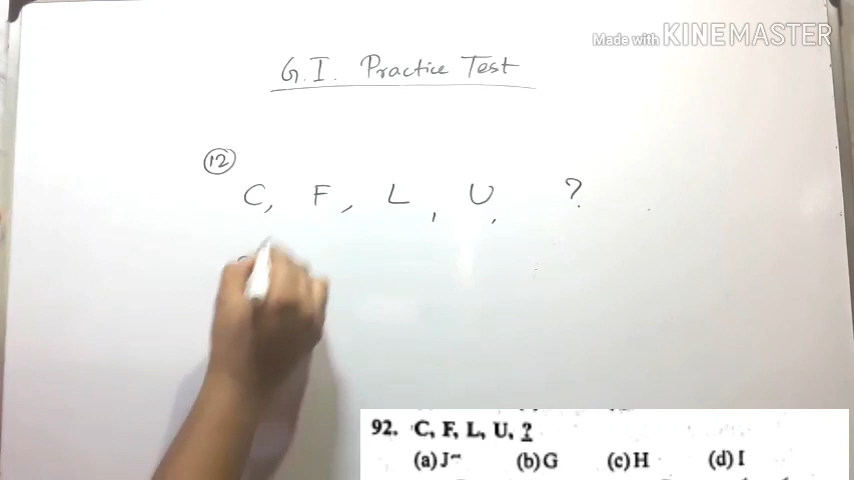 Made with KINEMASTER
G.I. Practice Test
12
C, F, L, U, ?
92. C, F, L, U, ?
(a) J (b) G (c) H (d) I